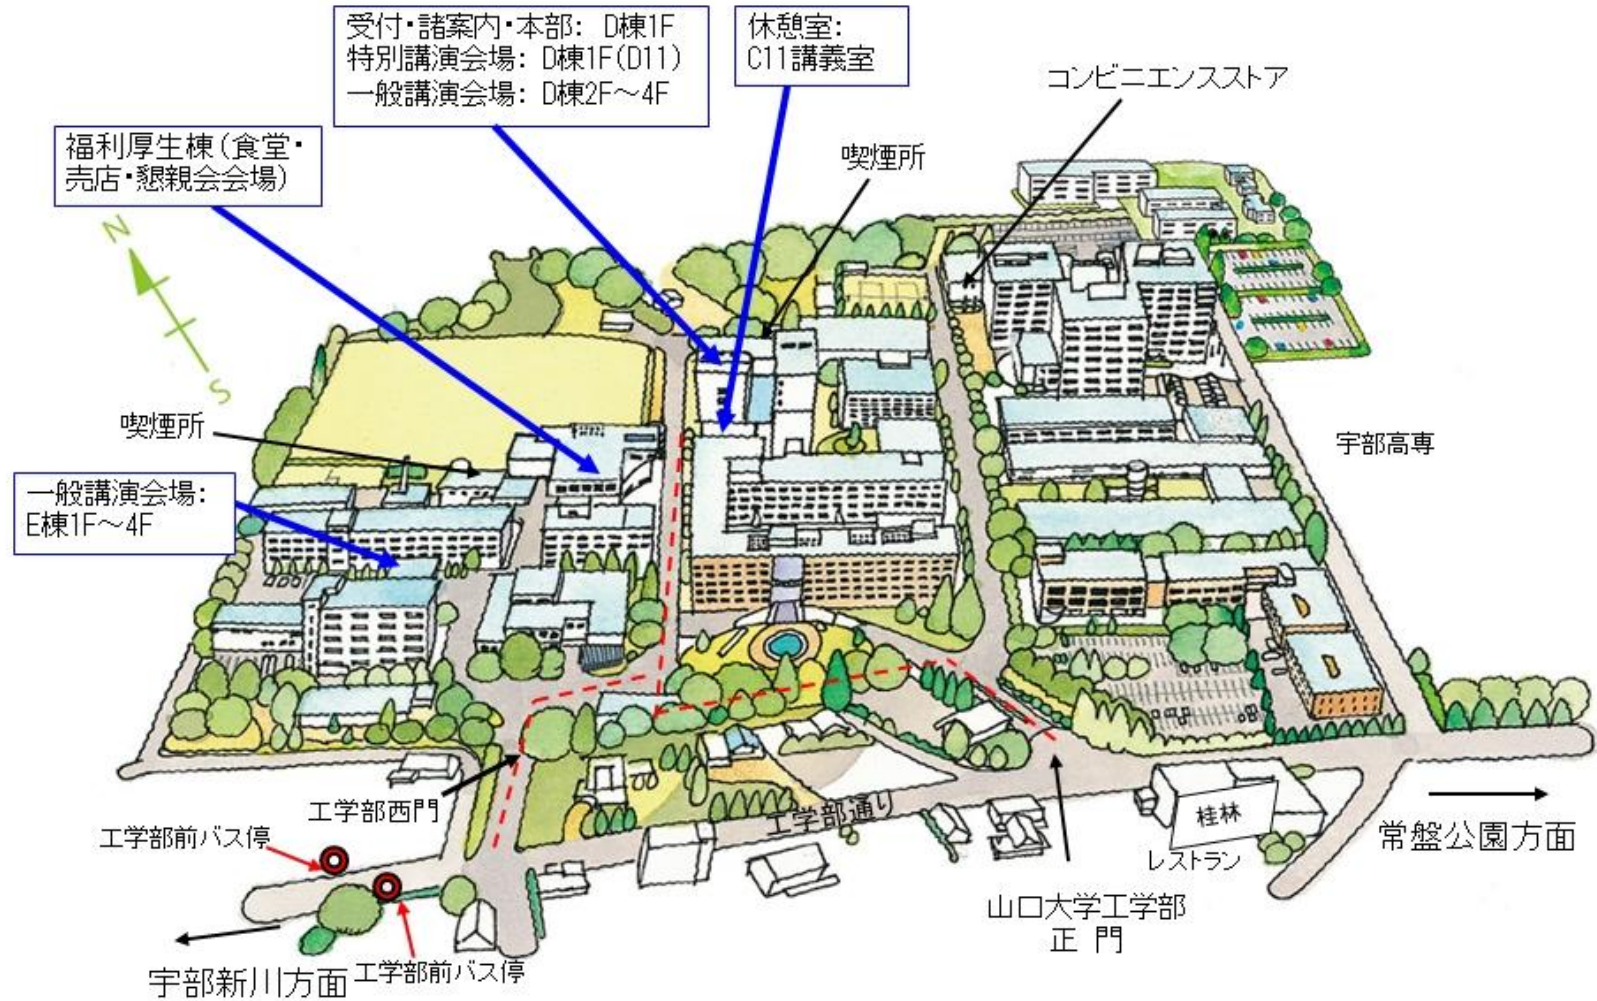 受付・諸案内・本部: D棟1F
特別講演会場: D棟1F(D11)
一般講演会場: D棟2F～4F
休憩室:
C11講義室
コンビニエンスストア
福利厚生棟(食堂・
売店・懇親会会場)
喫煙所
N
S
喫煙所
宇部高専
一般講演会場:
E棟1F～4F
工学部西門
工学部通り
桂林
レストラン
工学部前バス停
常盤公園方面
山口大学工学部
正 門
宇部新川方面
工学部前バス停